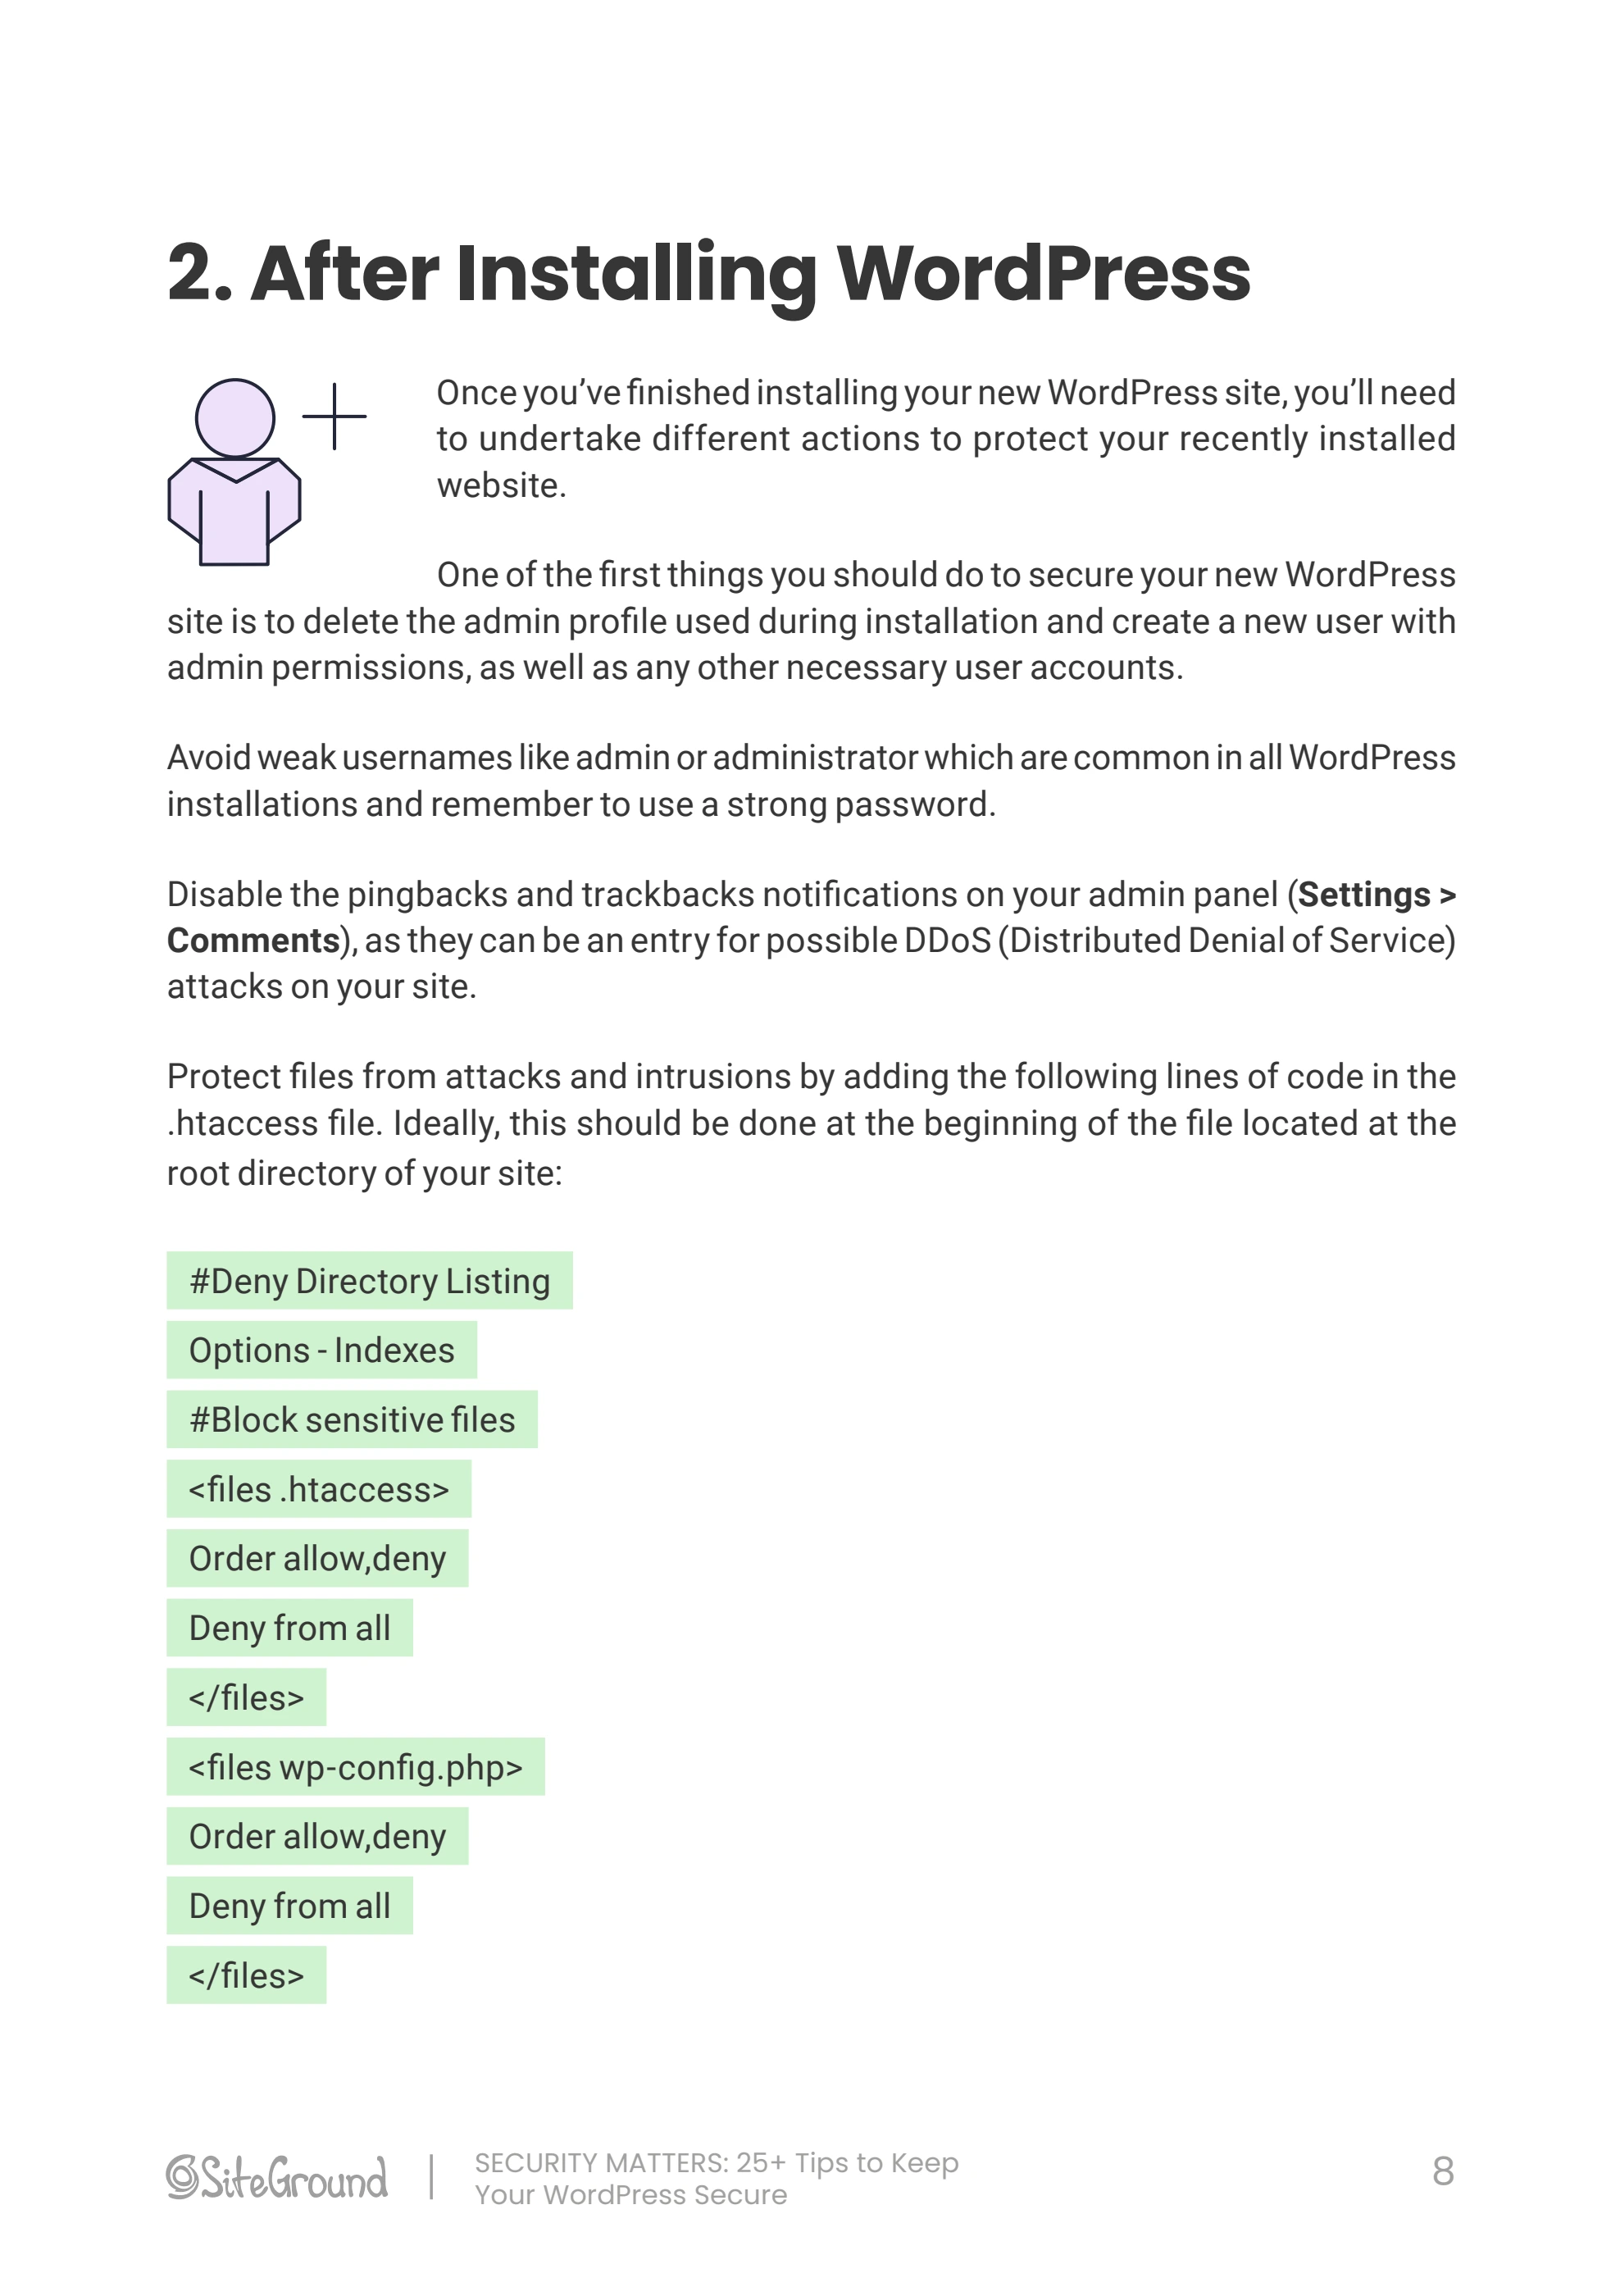 2. After Installing WordPress
Once you’ve finished installing your new WordPress site, you’ll need
to undertake different actions to protect your recently installed
website.
One of the first things you should do to secure your new WordPress
site is to delete the admin profile used during installation and create a new user with
admin permissions, as well as any other necessary user accounts.
Avoid weak usernames like admin or administrator which are common in all WordPress
installations and remember to use a strong password.
Disable the pingbacks and trackbacks notifications on your admin panel (Settings >
Comments), as they can be an entry for possible DDoS (Distributed Denial of Service)
attacks on your site.
Protect files from attacks and intrusions by adding the following lines of code in the
.htaccess file. Ideally, this should be done at the beginning of the file located at the
root directory of your site:
#Deny Directory Listing
Options - Indexes
#Block sensitive files
<files .htaccess>
Order allow,deny
Deny from all
</files>
<files wp-config.php>
Order allow,deny
Deny from all
</files>
SiteGround
SECURITY MATTERS: 25+ Tips to Keep
Your WordPress Secure
8